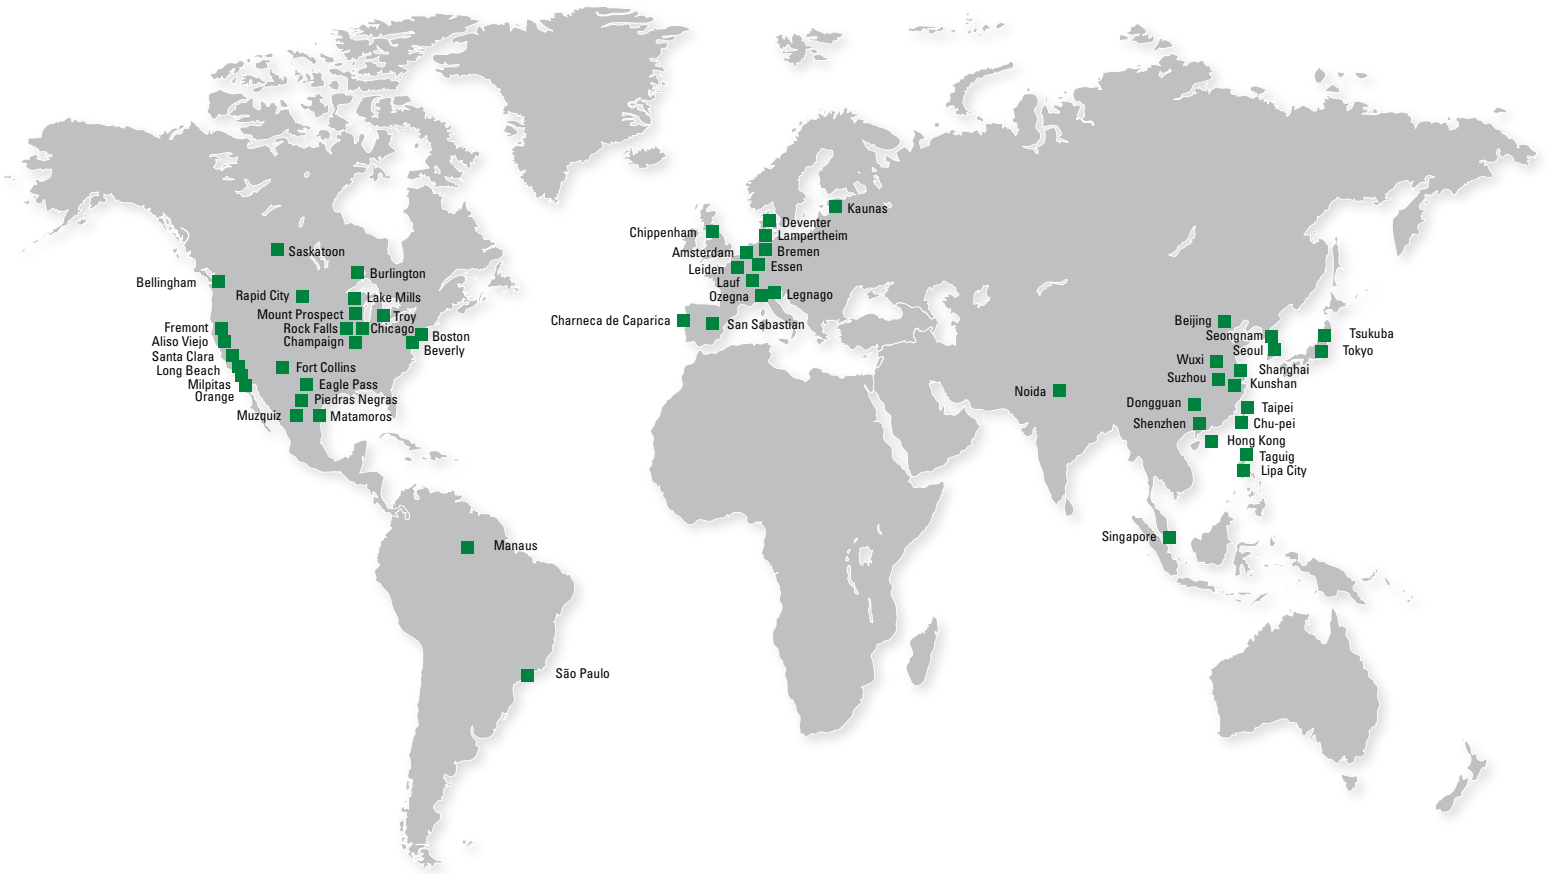 Kaunas
Deventer
Chippenham
Lampertheim
Amsterdam
Bremen
Leiden
Essen
Lauf
Ozegna
Legnago
Charneca de Caparica
San Sabastian
Saskatoon
Burlington
Bellingham
Rapid City
Lake Mills
Mount Prospect
Troy
Fremont
Rock Falls
Chicago
Boston
Aliso Viejo
Champaign
Beverly
Santa Clara
Long Beach
Fort Collins
Milpitas
Eagle Pass
Orange
Piedras Negras
Muzquiz
Matamoros
Beijing
Seongnam
Tsukuba
Seoul
Tokyo
Wuxi
Shanghai
Suzhou
Kunshan
Noida
Dongguan
Taipei
Shenzhen
Chu-pei
Hong Kong
Taguig
Lipa City
Singapore
Manaus
São Paulo